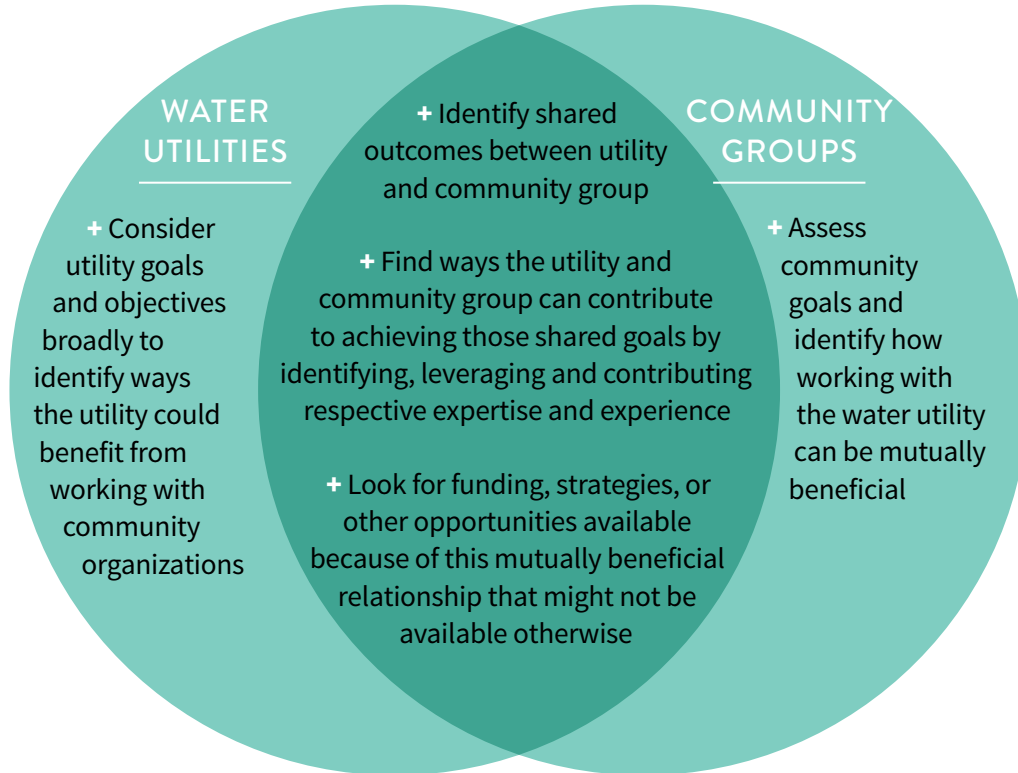 WATER
UTILITIES
+ Consider
utility goals
and objectives
broadly to
identify ways
the utility could
benefit from
working with
community
organizations
+ Identify shared
outcomes between utility
and community group
+ Find ways the utility and
community group can contribute
to achieving those shared goals by
identifying, leveraging and contributing
respective expertise and experience
+ Look for funding, strategies, or
other opportunities available
because of this mutually beneficial
relationship that might not be
available otherwise
COMMUNITY
GROUPS
+ Assess
community
goals and
identify how
working with
the water utility
can be mutually
beneficial